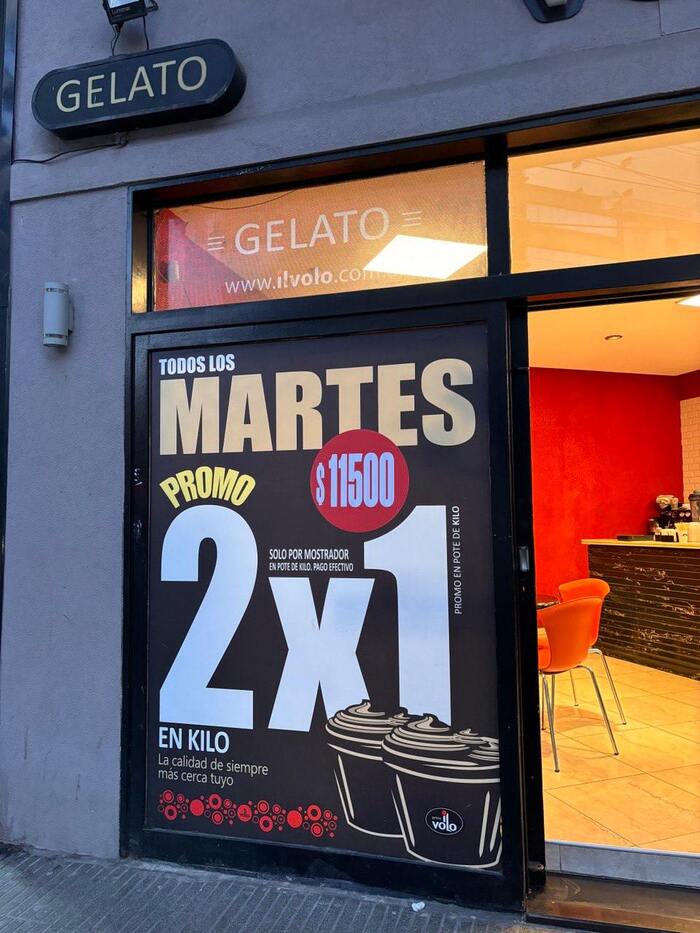 GELATO
GELATO
www.ilvolo.com
TODOS LOS
MARTES
$ 11500
PROMO
2x1
SOLO POR MOSTRADOR
EN POTE DE KILO. PAGO EFECTIVO
PROMO EN POTE DE KILO
EN KILO
La calidad de siempre
más cerca tuyo
volo